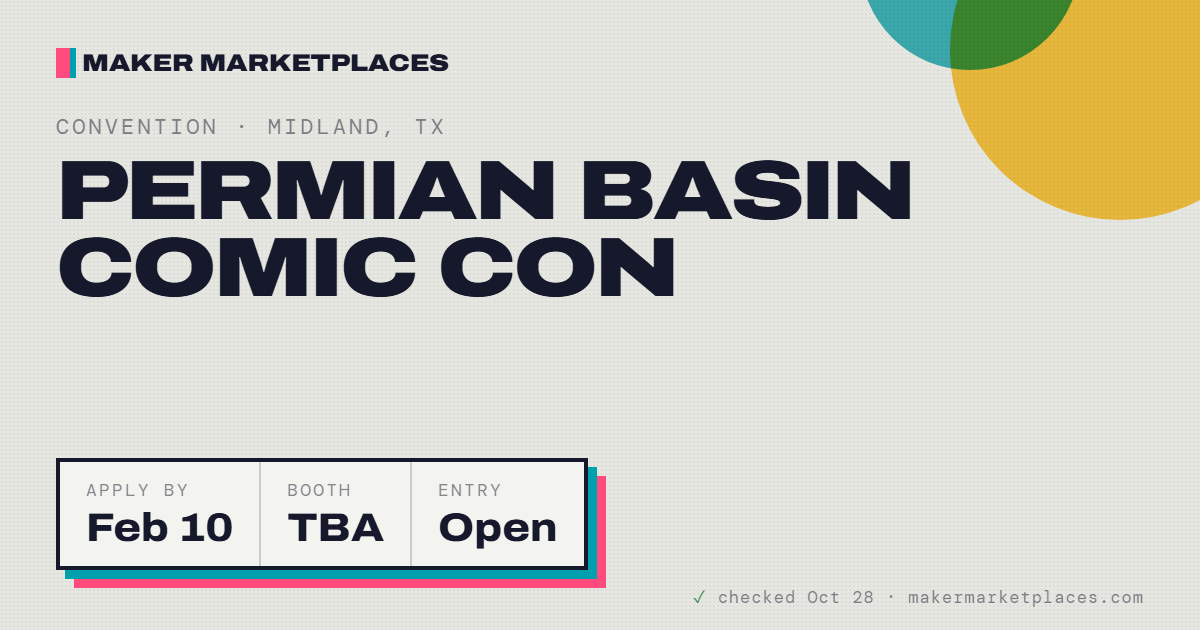 MAKER MARKETPLACES
CONVENTION · MIDLAND, TX
PERMIAN BASIN
COMIC CON
APPLY BY
Feb 10
BOOTH
TBA
ENTRY
Open
✓ checked Oct 28 · makermarketplaces.com